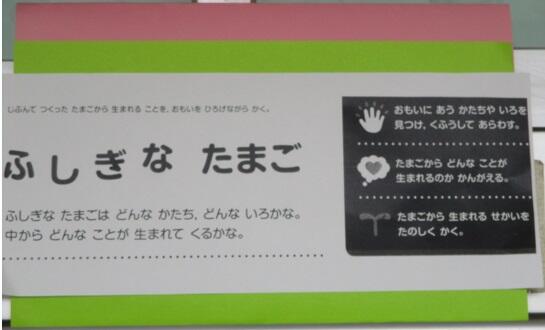 じぶんで つくった たまごから 生まれる ことを、おもいを ひろげながら かく。
ふしぎな たまご
ふしぎな たまごは どんな かたち、どんな いろかな。
中から どんな ことが 生まれて くるかな。
おもいに あう かたちや いろを
見つけ、くふうして あらわす。
たまごから どんな ことが
生まれるのか かんがえる。
たまごから 生まれる せかいを
たのしく かく。